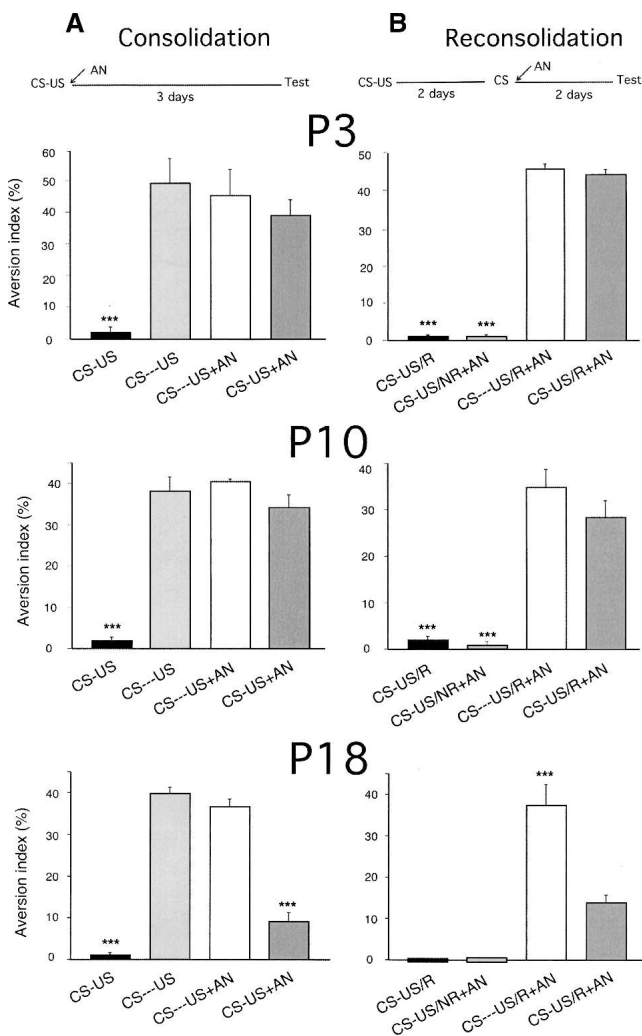 A Consolidation
CS-US AN Test
3 days
B Reconsolidation
CS-US CS AN Test
2 days 2 days
P3
Aversion index (%)
60
50
40
30
20
10
0
***
CS-US
CS---US
CS---US+AN
CS-US+AN
50
40
30
20
10
0
*** ***
CS-US/R
CS-US/NR+AN
CS---US/R+AN
CS-US/R+AN
P10
Aversion index (%)
40
30
20
10
0
***
CS-US
CS---US
CS---US+AN
CS-US+AN
40
30
20
10
0
*** ***
CS-US/R
CS-US/NR+AN
CS---US/R+AN
CS-US/R+AN
P18
Aversion index (%)
40
30
20
10
0
*** ***
CS-US
CS---US
CS---US+AN
CS-US+AN
40
30
20
10
0
***
CS-US/R
CS-US/NR+AN
CS---US/R+AN
CS-US/R+AN